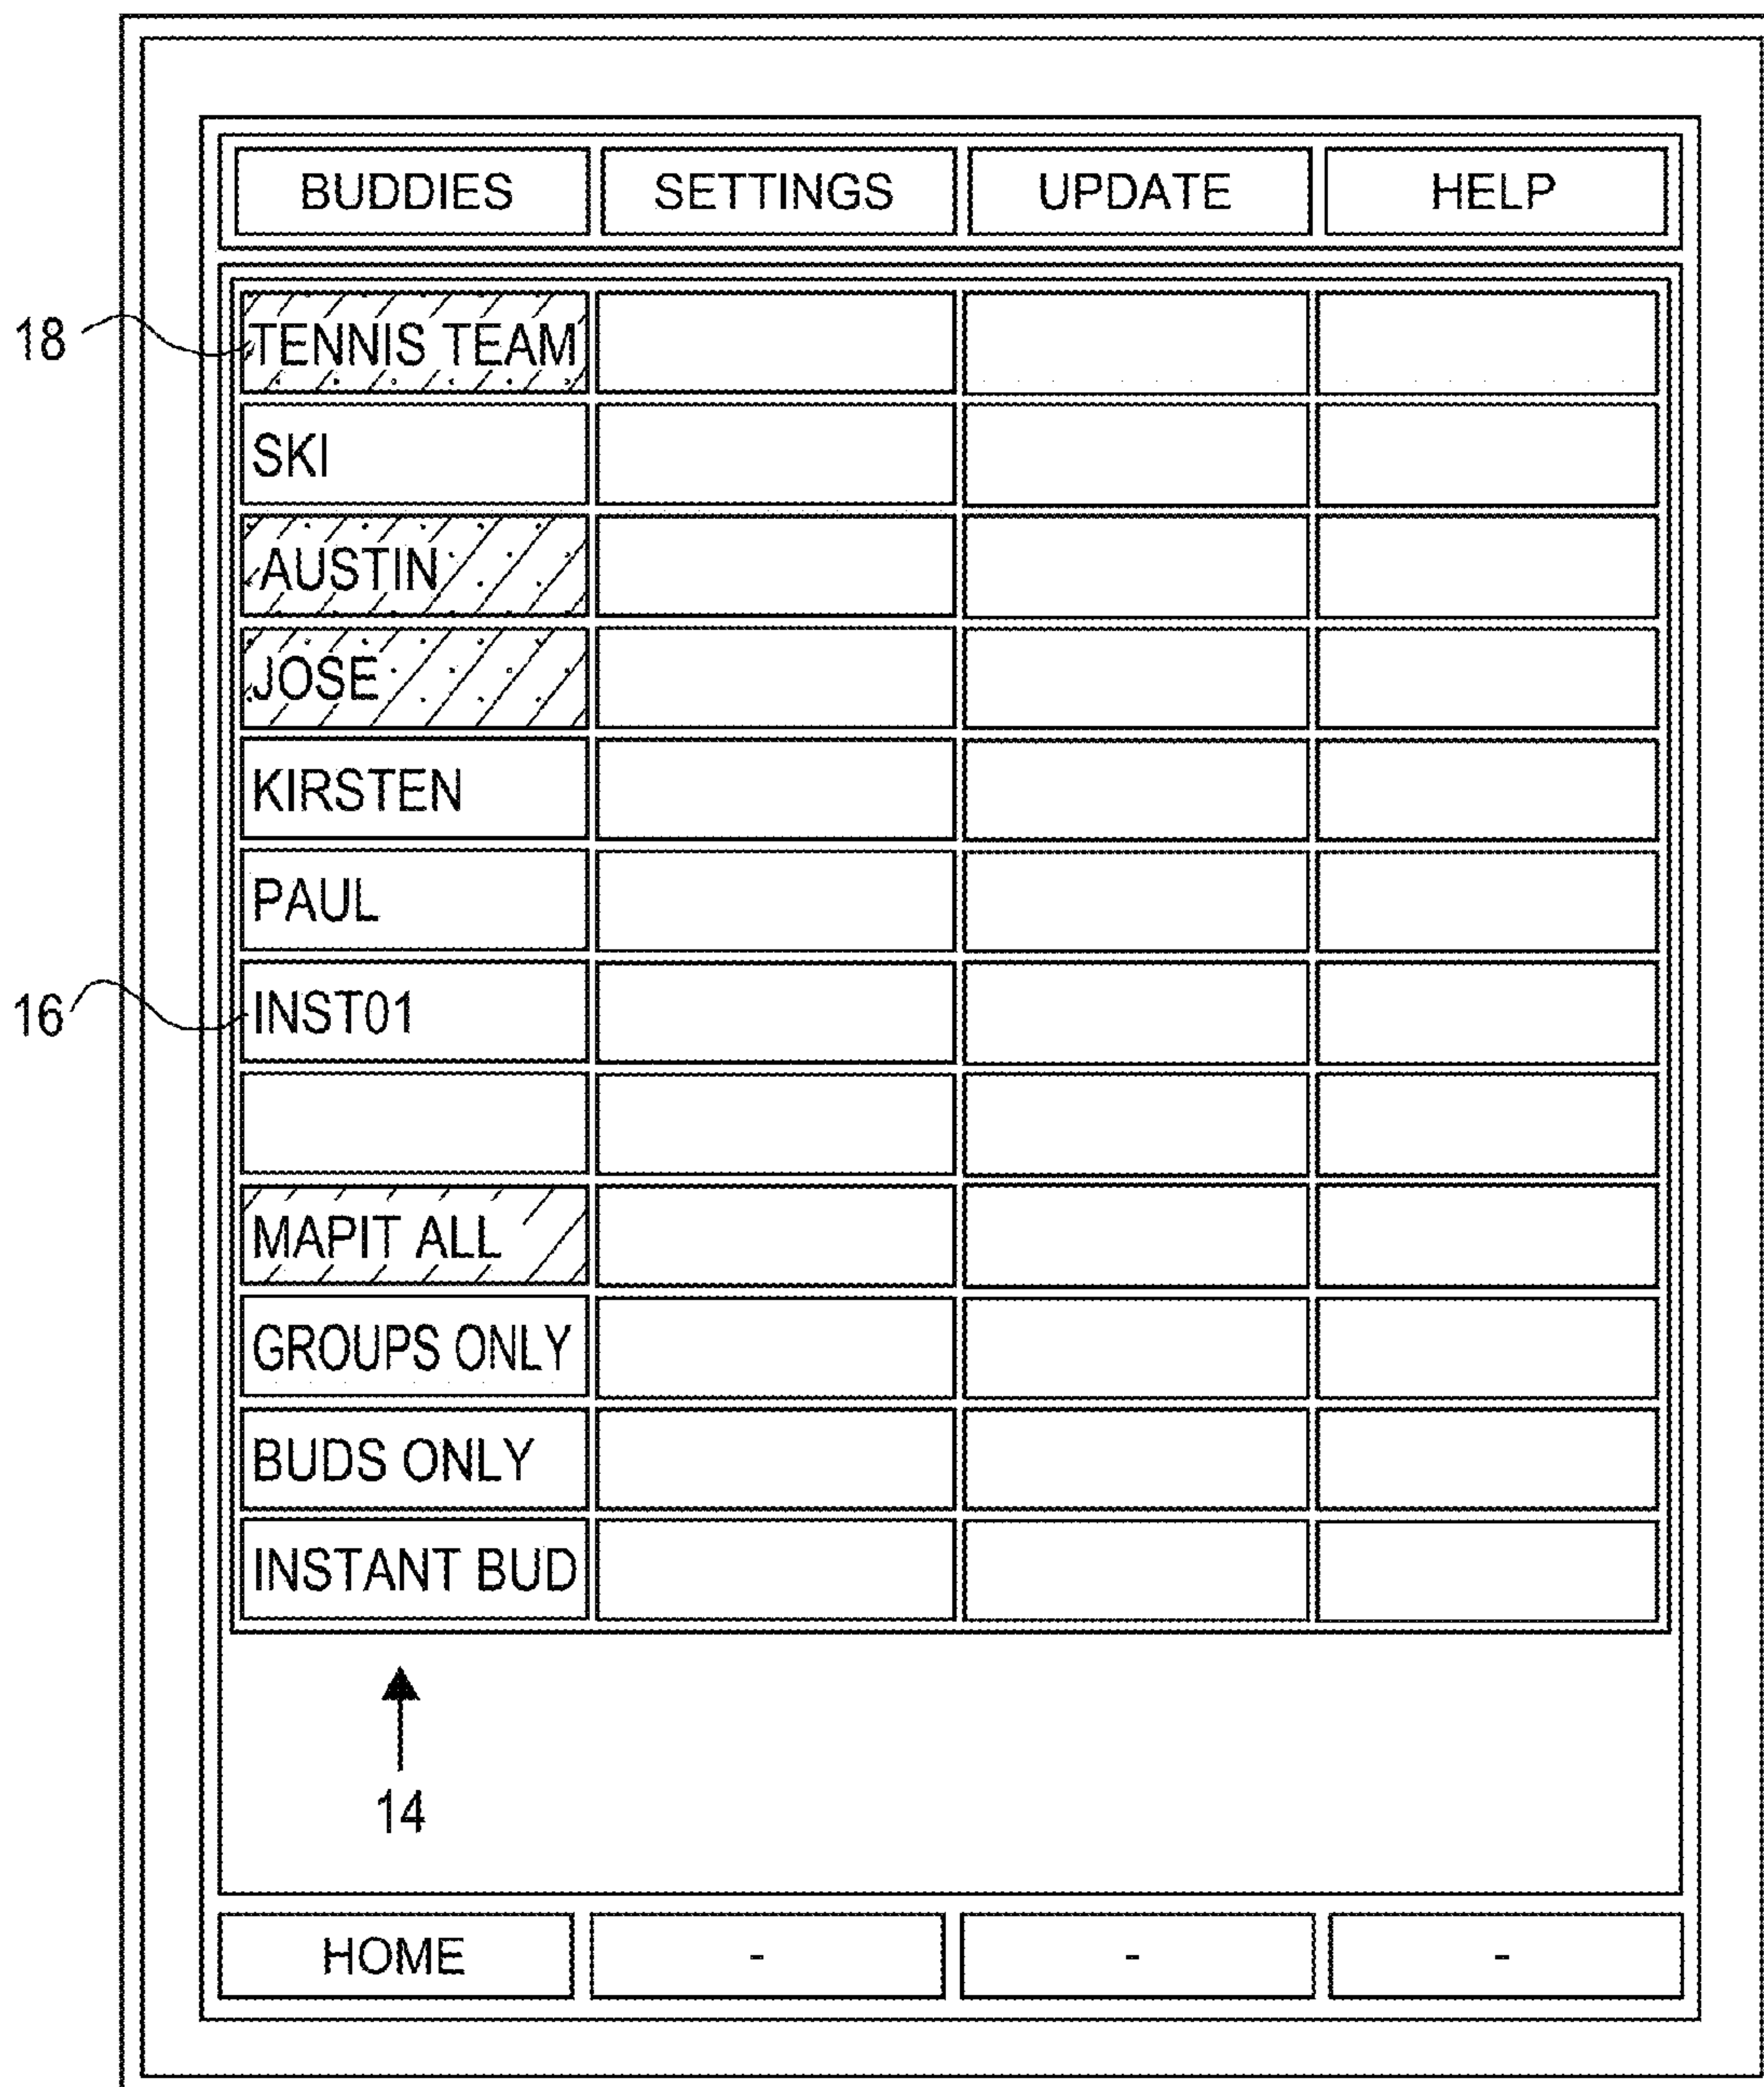 BUDDIES SETTINGS UPDATE HELP
18 TENNIS TEAM
SKI
AUSTIN
JOSE
KIRSTEN
PAUL
16 INST01
MAPIT ALL
GROUPS ONLY
BUDS ONLY
INSTANT BUD
14
HOME - - -